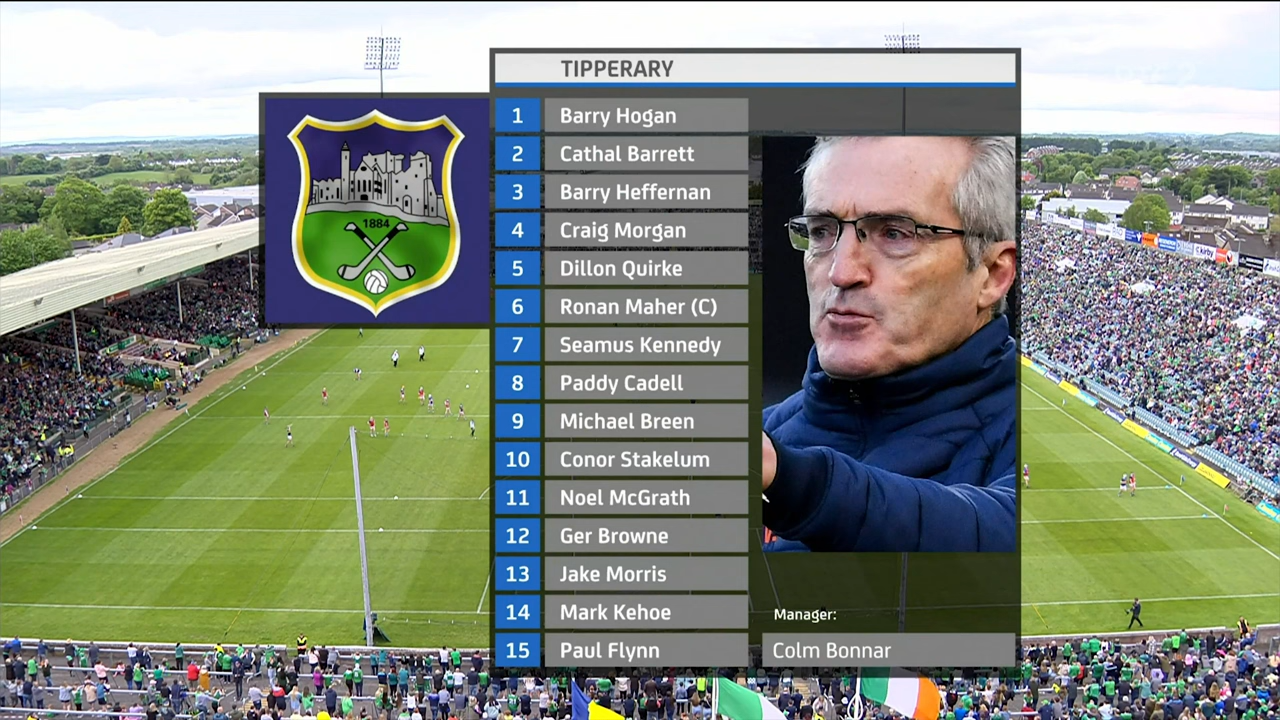 TIPPERARY
1 Barry Hogan
2 Cathal Barrett
3 Barry Heffernan
4 Craig Morgan
5 Dillon Quirke
6 Ronan Maher (C)
7 Seamus Kennedy
8 Paddy Cadell
9 Michael Breen
10 Conor Stakelum
11 Noel McGrath
12 Ger Browne
13 Jake Morris
14 Mark Kehoe
15 Paul Flynn
Manager:
Colm Bonnar
1884